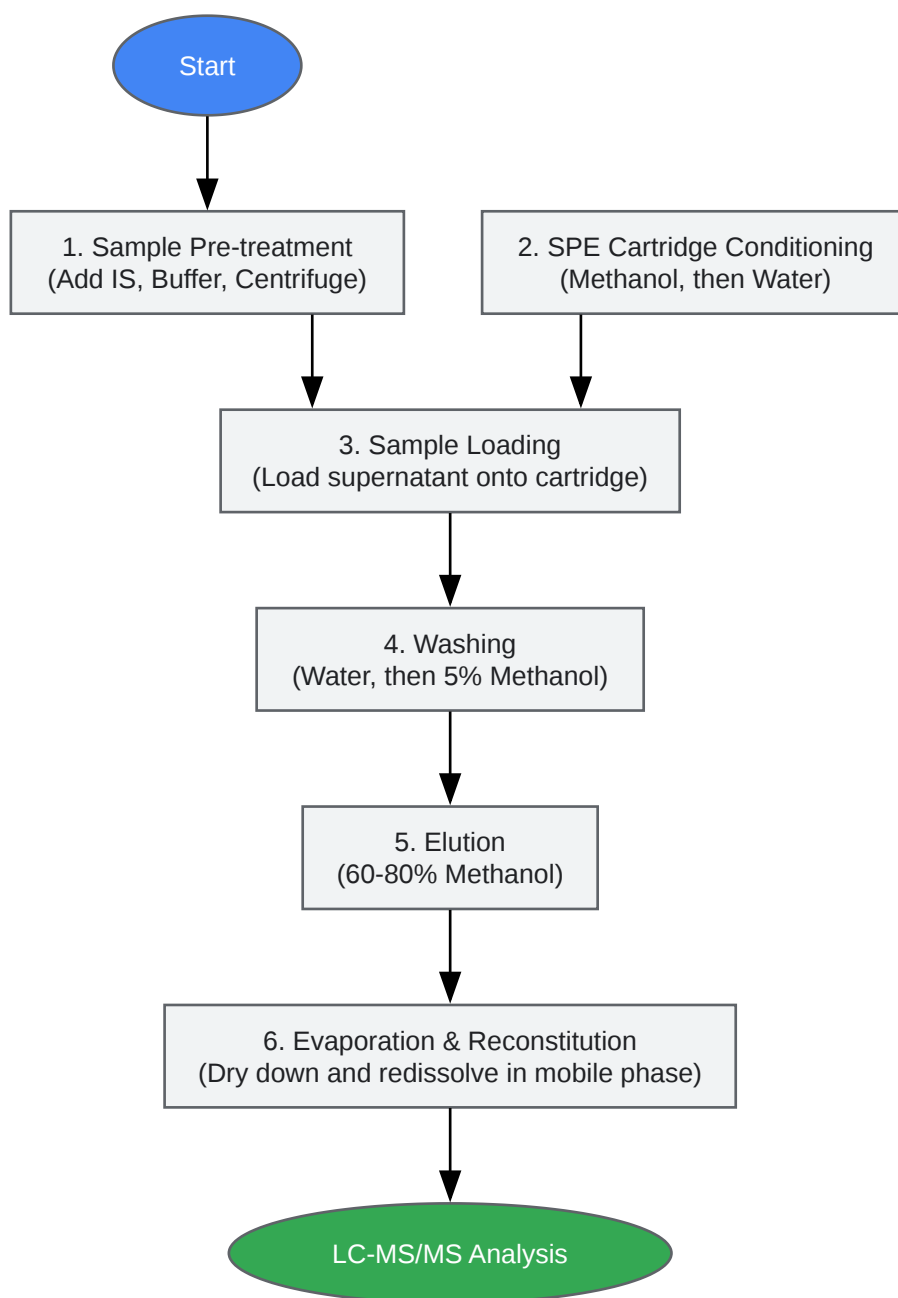 Start
1. Sample Pre-treatment
(Add IS, Buffer, Centrifuge)
2. SPE Cartridge Conditioning
(Methanol, then Water)
3. Sample Loading
(Load supernatant onto cartridge)
4. Washing
(Water, then 5% Methanol)
5. Elution
(60-80% Methanol)
6. Evaporation & Reconstitution
(Dry down and redissolve in mobile phase)
LC-MS/MS Analysis